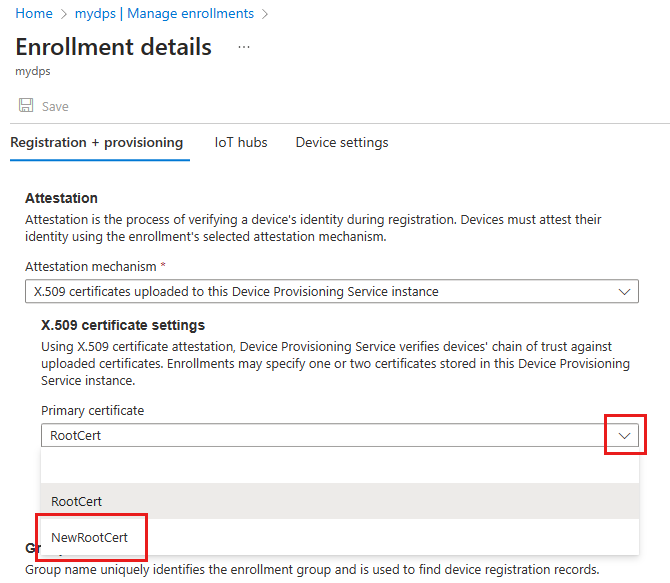 Home > mydps | Manage enrollments >
Enrollment details ...
mydps
Save
Registration + provisioning IoT hubs Device settings
Attestation
Attestation is the process of verifying a device's identity during registration. Devices must attest their
identity using the enrollment's selected attestation mechanism.
Attestation mechanism *
X.509 certificates uploaded to this Device Provisioning Service instance
X.509 certificate settings
Using X.509 certificate attestation, Device Provisioning Service verifies devices' chain of trust against
uploaded certificates. Enrollments may specify one or two certificates stored in this Device Provisioning
Service instance.
Primary certificate
RootCert
RootCert
NewRootCert
Group name uniquely identifies the enrollment group and is used to find device registration records.